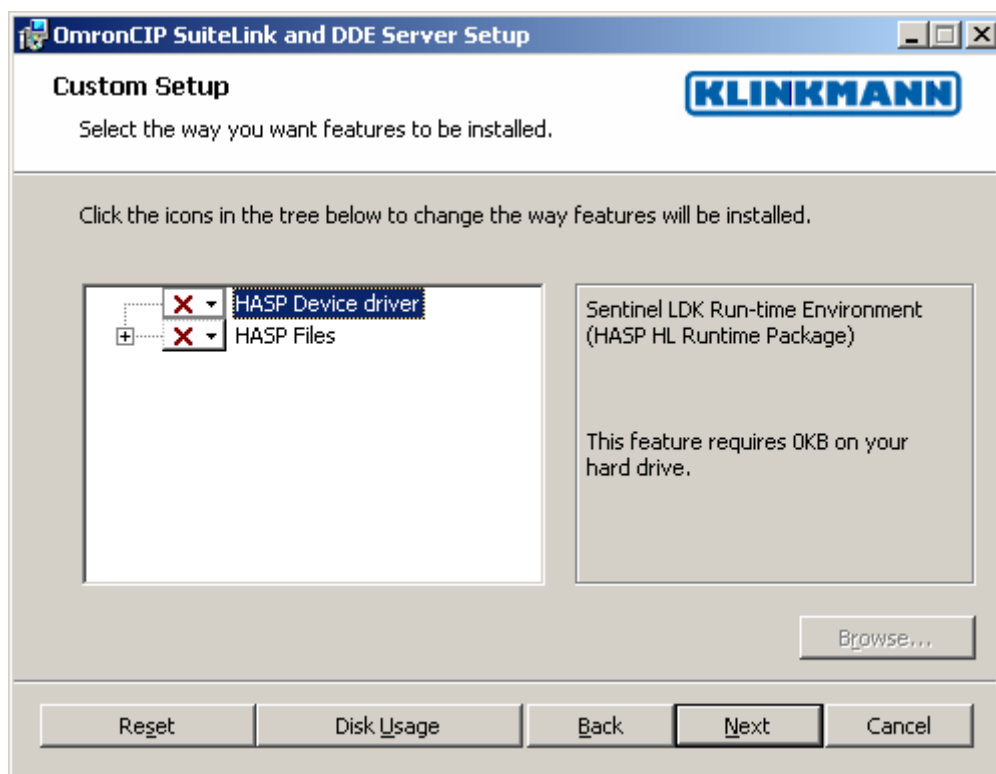 OmronCIP SuiteLink and DDE Server Setup
Custom Setup
KLINKMANN
Select the way you want features to be installed.
Click the icons in the tree below to change the way features will be installed.
HASP Device driver
HASP Files
Sentinel LDK Run-time Environment
(HASP HL Runtime Package)
This feature requires 0KB on your
hard drive.
Browse...
Reset
Disk Usage
Back
Next
Cancel